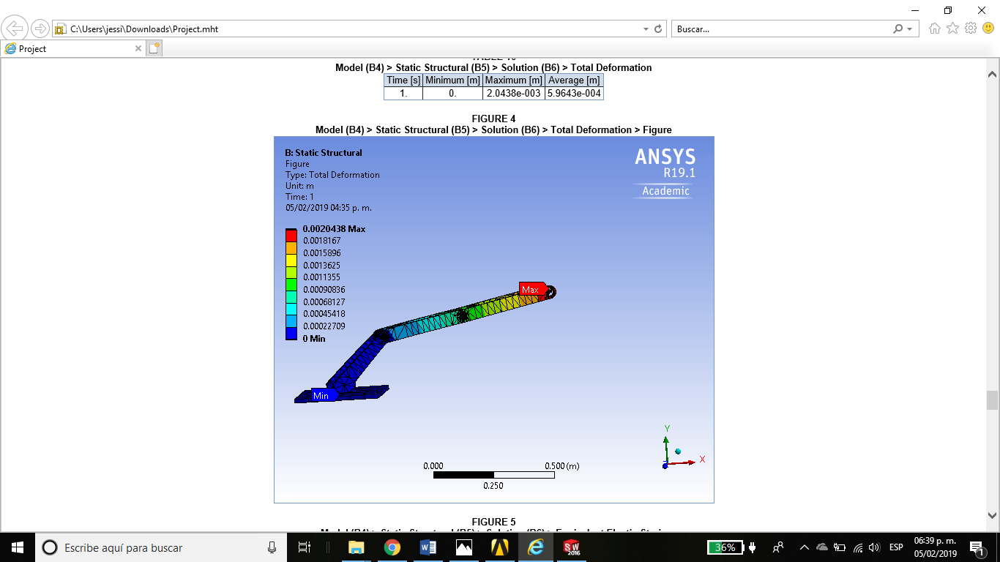 C:\Users\jessi\Downloads\Project.mht
Buscar...
Project
Model (B4) > Static Structural (B5) > Solution (B6) > Total Deformation
Time [s] Minimum [m] Maximum [m] Average [m]
1. 0. 2.0438e-003 5.9643e-004
FIGURE 4
Model (B4) > Static Structural (B5) > Solution (B6) > Total Deformation > Figure
B: Static Structural
Figure
Type: Total Deformation
Unit: m
Time: 1
05/02/2019 04:35 p. m.
ANSYS
R19.1
Academic
0.0020438 Max
0.0018167
0.0015896
0.0013625
0.0011355
0.00090836
0.00068127
0.00045418
0.00022709
0 Min
Max
Min
Y
X
0.000 0.500 (m)
0.250
FIGURE 5
Escribe aquí para buscar
SW
2016
36%
ESP
06:39 p. m.
05/02/2019
1